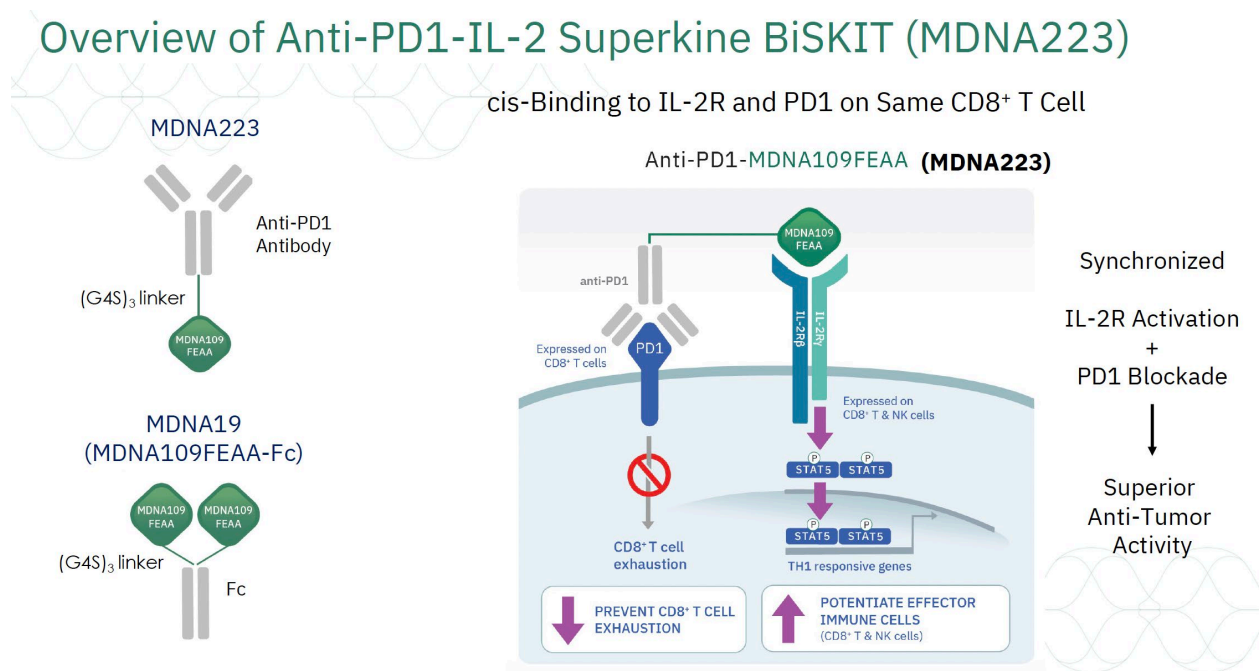 Overview of Anti-PD1-IL-2 Superkine BiSKIT (MDNA223)
MDNA223
Anti-PD1
Antibody
(G4S)₃ linker
MDNA109
FEAA
MDNA19
(MDNA109FEAA-Fc)
MDNA109
FEAA
MDNA109
FEAA
(G4S)₃ linker
Fc
cis-Binding to IL-2R and PD1 on Same CD8⁺ T Cell
Anti-PD1-MDNA109FEAA (MDNA223)
MDNA109
FEAA
anti-PD1
IL-2Rβ
IL-2Rγ
PD1
Expressed on
CD8⁺ T cells
Expressed on
CD8⁺ T & NK cells
P
P
STAT5
STAT5
P
P
STAT5
STAT5
TH1 responsive genes
CD8⁺ T cell
exhaustion
PREVENT CD8⁺ T CELL
EXHAUSTION
POTENTIATE EFFECTOR
IMMUNE CELLS
(CD8⁺ T & NK cells)
Synchronized
IL-2R Activation
+
PD1 Blockade
Superior
Anti-Tumor
Activity